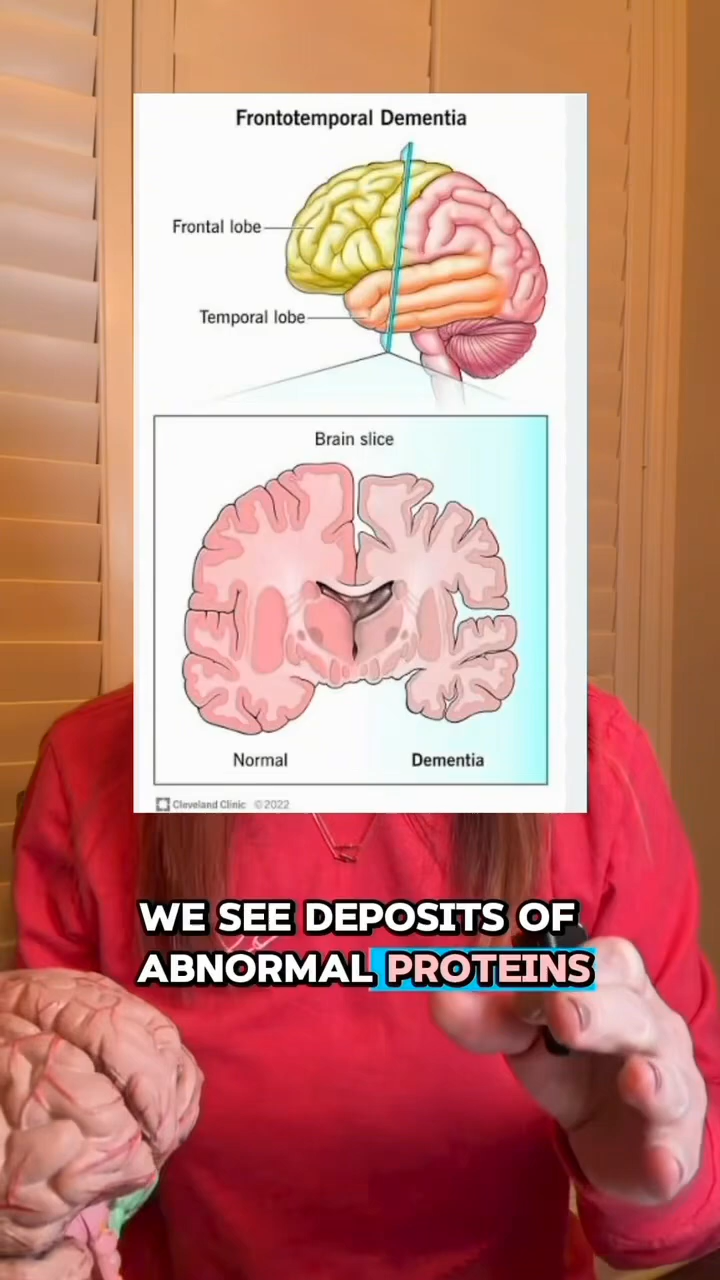 Frontotemporal Dementia
Frontal lobe
Temporal lobe
Brain slice
Normal
Dementia
Cleveland Clinic ©2022
WE SEE DEPOSITS OF
ABNORMAL PROTEINS